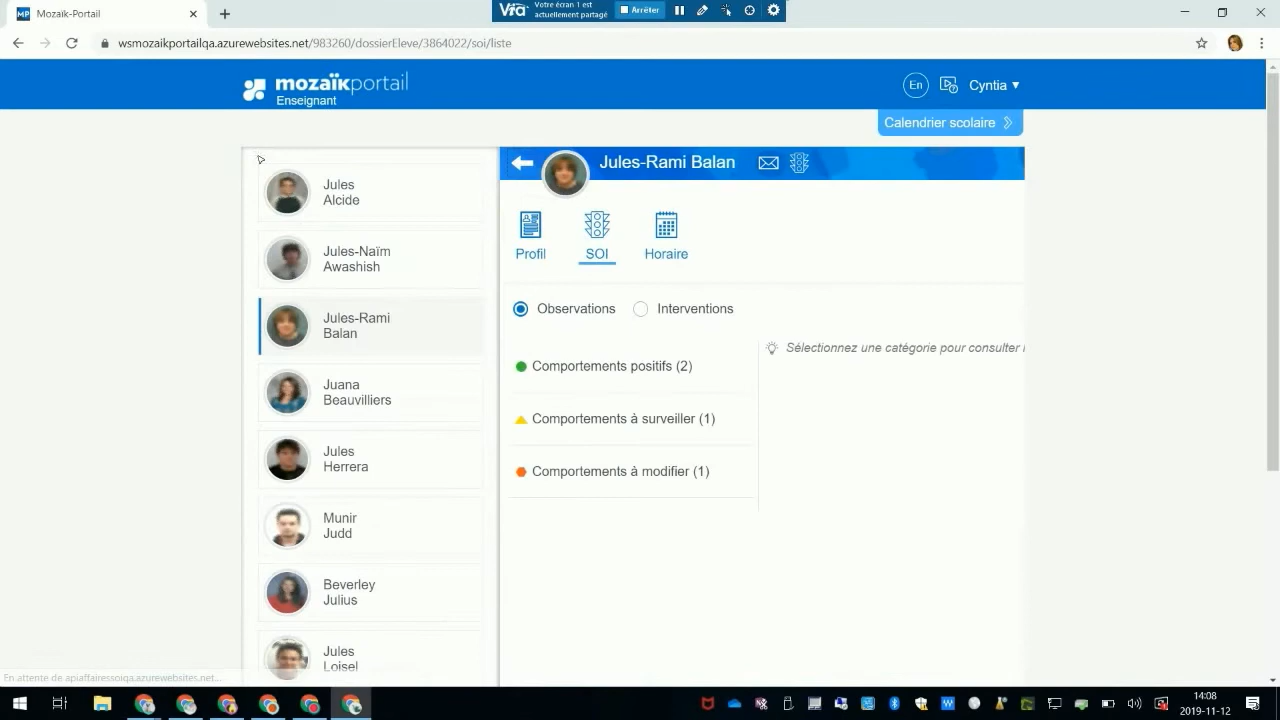 Mozaïk-Portail
Via
Votre écran 1 est
actuellement partagé
Arrêter
wsmozaikportailqa.azurewebsites.net/983260/dossierEleve/3864022/soi/liste
mozaïkportail
Enseignant
En
Cyntia
Calendrier scolaire
Jules
Alcide
Jules-Naïm
Awashish
Jules-Rami
Balan
Juana
Beauvilliers
Jules
Herrera
Munir
Judd
Beverley
Julius
Jules
Loisel
Jules-Rami Balan
Profil
SOI
Horaire
Observations
Interventions
Comportements positifs (2)
Comportements à surveiller (1)
Comportements à modifier (1)
Sélectionnez une catégorie pour consulter
En attente de apiaffairessoiqa.azurewebsites.net...
14:08
2019-11-12